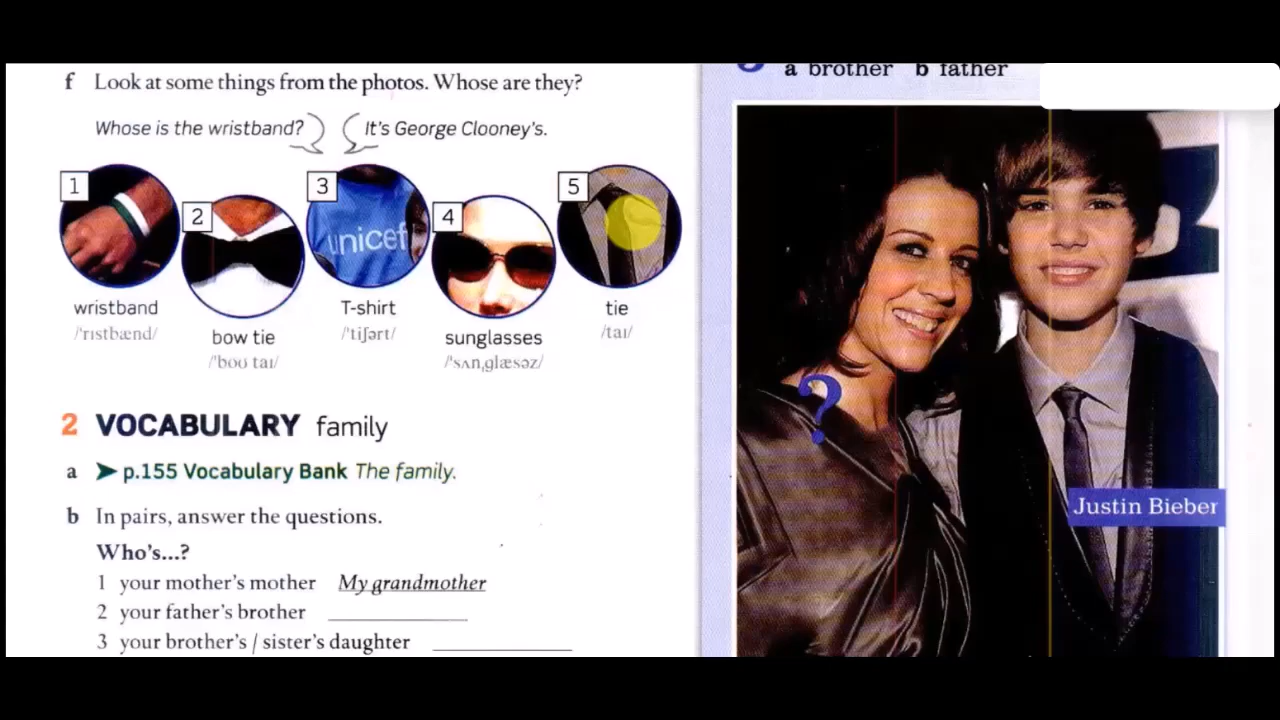 f Look at some things from the photos. Whose are they?
Whose is the wristband? It's George Clooney's.
1
2
3
4
5
unicef
wristband
/ˈrɪstbænd/
bow tie
/ˈboʊ taɪ/
T-shirt
/ˈtiʃərt/
sunglasses
/ˈsʌnˌglæsəz/
tie
/taɪ/
2 VOCABULARY family
a ➤ p.155 Vocabulary Bank The family.
b In pairs, answer the questions.
Who's...?
1 your mother's mother My grandmother
2 your father's brother
3 your brother's / sister's daughter
a brother b father
?
Justin Bieber